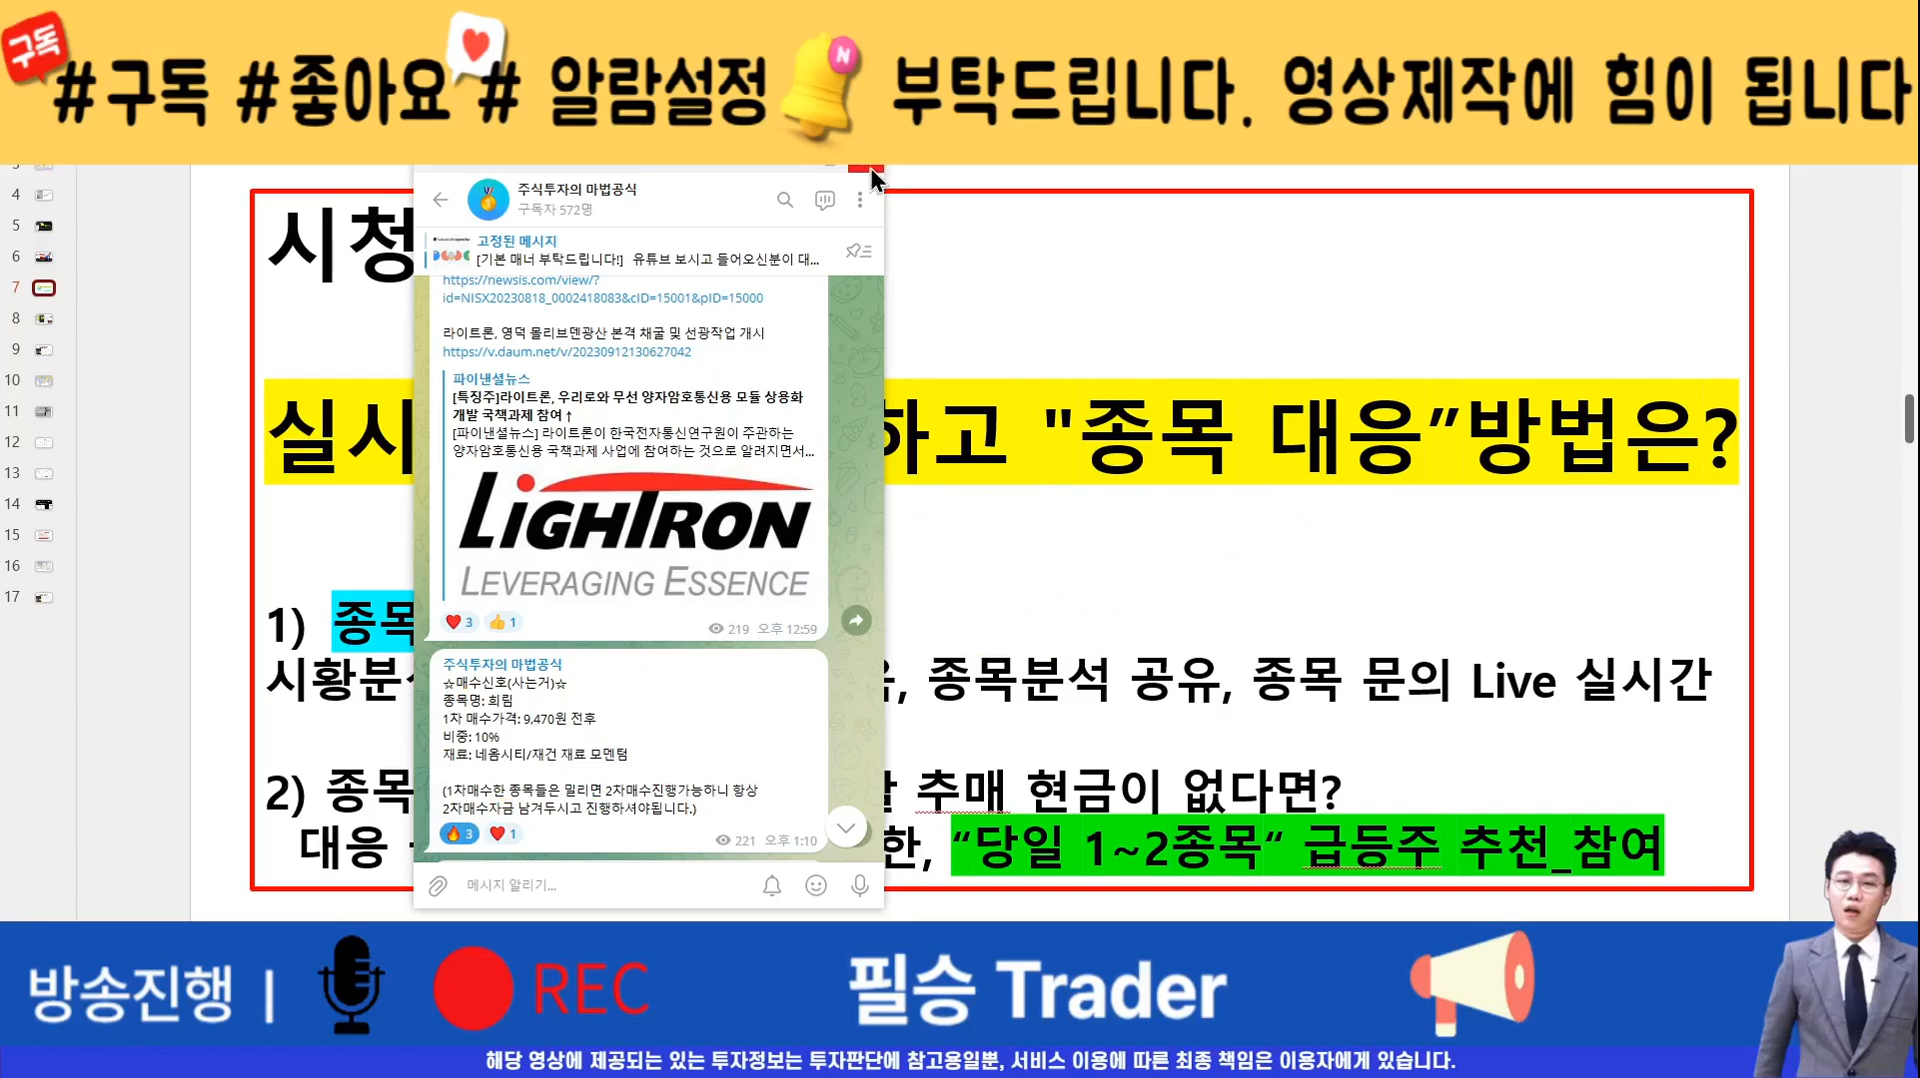 구독
#구독 #좋아요 # 알람설정 N 부탁드립니다. 영상제작에 힘이 됩니다
4
5
6
7
8
9
10
11
12
13
14
15
16
17
시청
실시
하고 "종목 대응”방법은?
1) 종목
시황분
, 종목분석 공유, 종목 문의 Live 실시간
2) 종목
추매 현금이 없다면?
대응
한, “당일 1~2종목“ 급등주 추천_참여
주식투자의 마법공식
구독자 572명
고정된 메시지
[기본 매너 부탁드립니다!] 유튜브 보시고 들어오신분이 대...
https://newsis.com/view/?
id=NISX20230818_0002418083&cID=15001&pID=15000
라이트론, 영덕 몰리브덴광산 본격 채굴 및 선광작업 개시
https://v.daum.net/v/20230912130627042
파이낸셜뉴스
[특징주]라이트론, 우리로와 무선 양자암호통신용 모듈 상용화
개발 국책과제 참여↑
[파이낸셜뉴스] 라이트론이 한국전자통신연구원이 주관하는
양자암호통신용 국책과제 사업에 참여하는 것으로 알려지면서...
LIGHTRON
LEVERAGING ESSENCE
3 1
219 오후 12:59
주식투자의 마법공식
☆매수신호(사는거)☆
종목명: 희림
1차 매수가격: 9,470원 전후
비중: 10%
재료: 네옴시티/재건 재료 모멘텀
(1차매수한 종목들은 밀리면 2차매수진행가능하니 항상
2차매수자금 남겨두시고 진행하셔야됩니다.)
3 1
221 오후 1:10
메시지 알리기...
방송진행 | REC 필승 Trader
해당 영상에 제공되는 있는 투자정보는 투자판단에 참고용일뿐, 서비스 이용에 따른 최종 책임은 이용자에게 있습니다.